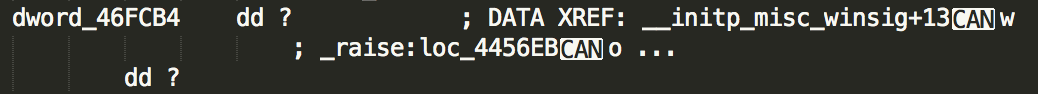 dword_46FCB4 dd ? ; DATA XREF: __initp_misc_winsig+13CANw
; _raise:loc_4456EBCANo ...
dd ?